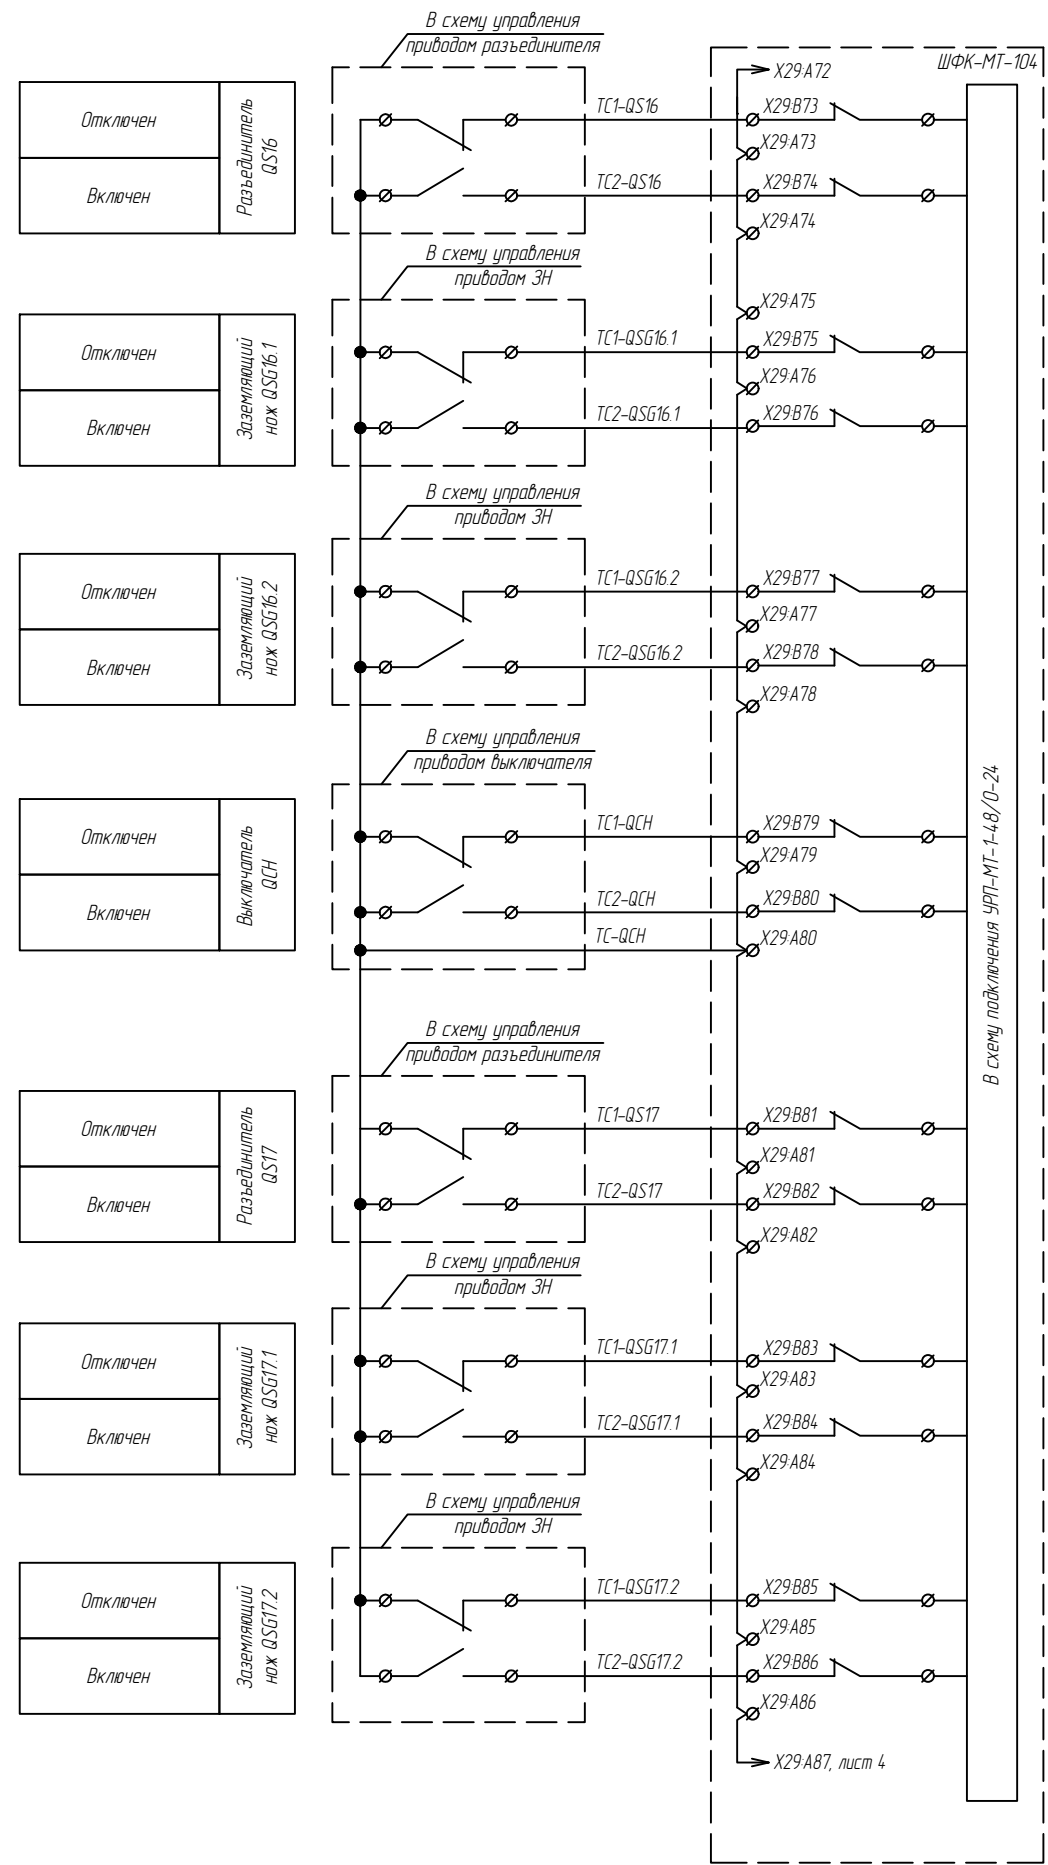 В схему управления
приводом разъединителя
ШФК-МТ-104
X29:A72
Отключен
Включен
Разъединитель
QS16
TC1-QS16
X29:B73
X29:A73
TC2-QS16
X29:B74
X29:A74
В схему управления
приводом ЗН
X29:A75
Отключен
Включен
Заземляющий
нож QSG16.1
TC1-QSG16.1
X29:B75
X29:A76
TC2-QSG16.1
X29:B76
В схему управления
приводом ЗН
Отключен
Включен
Заземляющий
нож QSG16.2
TC1-QSG16.2
X29:B77
X29:A77
TC2-QSG16.2
X29:B78
X29:A78
В схему управления
приводом выключателя
Отключен
Включен
Выключатель
QCH
TC1-QCH
X29:B79
X29:A79
TC2-QCH
X29:B80
TC-QCH
X29:A80
В схему подключения УРП-МТ-1-48/0-24
В схему управления
приводом разъединителя
Отключен
Включен
Разъединитель
QS17
TC1-QS17
X29:B81
X29:A81
TC2-QS17
X29:B82
X29:A82
В схему управления
приводом ЗН
Отключен
Включен
Заземляющий
нож QSG17.1
TC1-QSG17.1
X29:B83
X29:A83
TC2-QSG17.1
X29:B84
X29:A84
В схему управления
приводом ЗН
Отключен
Включен
Заземляющий
нож QSG17.2
TC1-QSG17.2
X29:B85
X29:A85
TC2-QSG17.2
X29:B86
X29:A86
X29:A87, лист 4